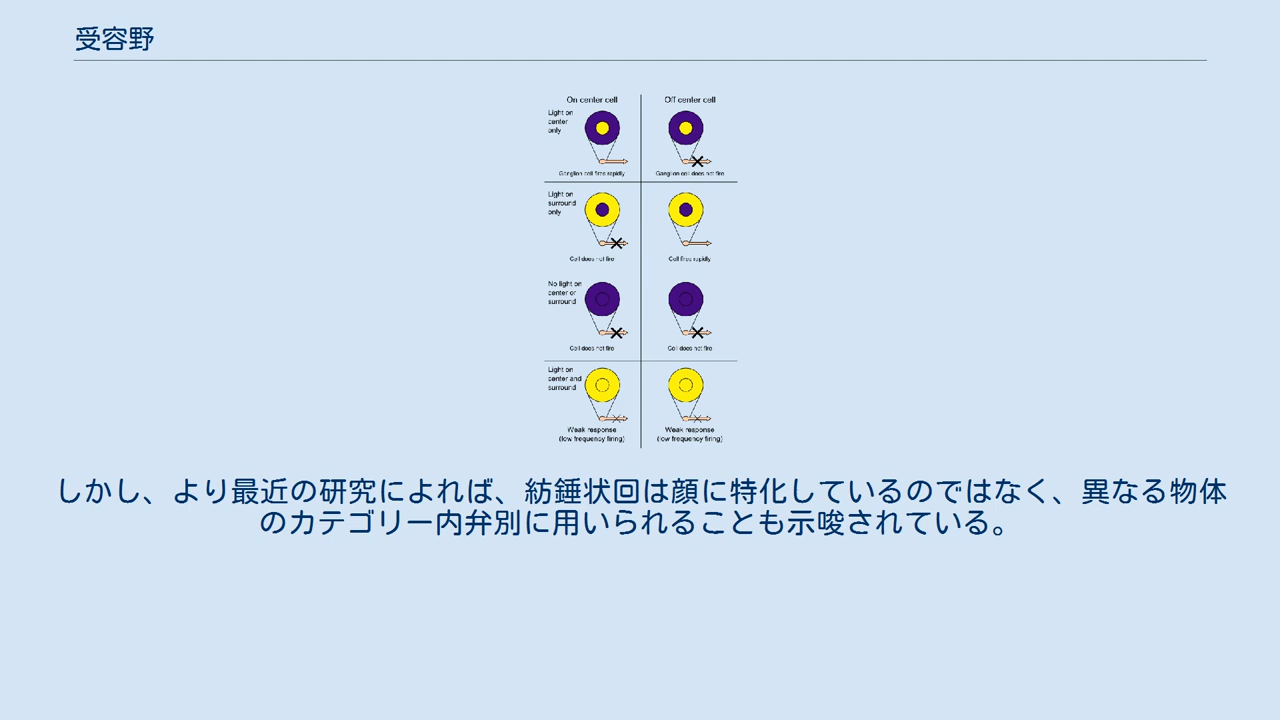 受容野
On center cell
Off center cell
Light on
center
only
Ganglion cell fires rapidly
Ganglion cell does not fire
Light on
surround
only
Cell does not fire
Cell fires rapidly
No light on
center or
surround
Cell does not fire
Cell does not fire
Light on
center and
surround
Weak response
(low frequency firing)
Weak response
(low frequency firing)
しかし、より最近の研究によれば、紡錘状回は顔に特化しているのではなく、異なる物体
のカテゴリー内弁別に用いられることも示唆されている。